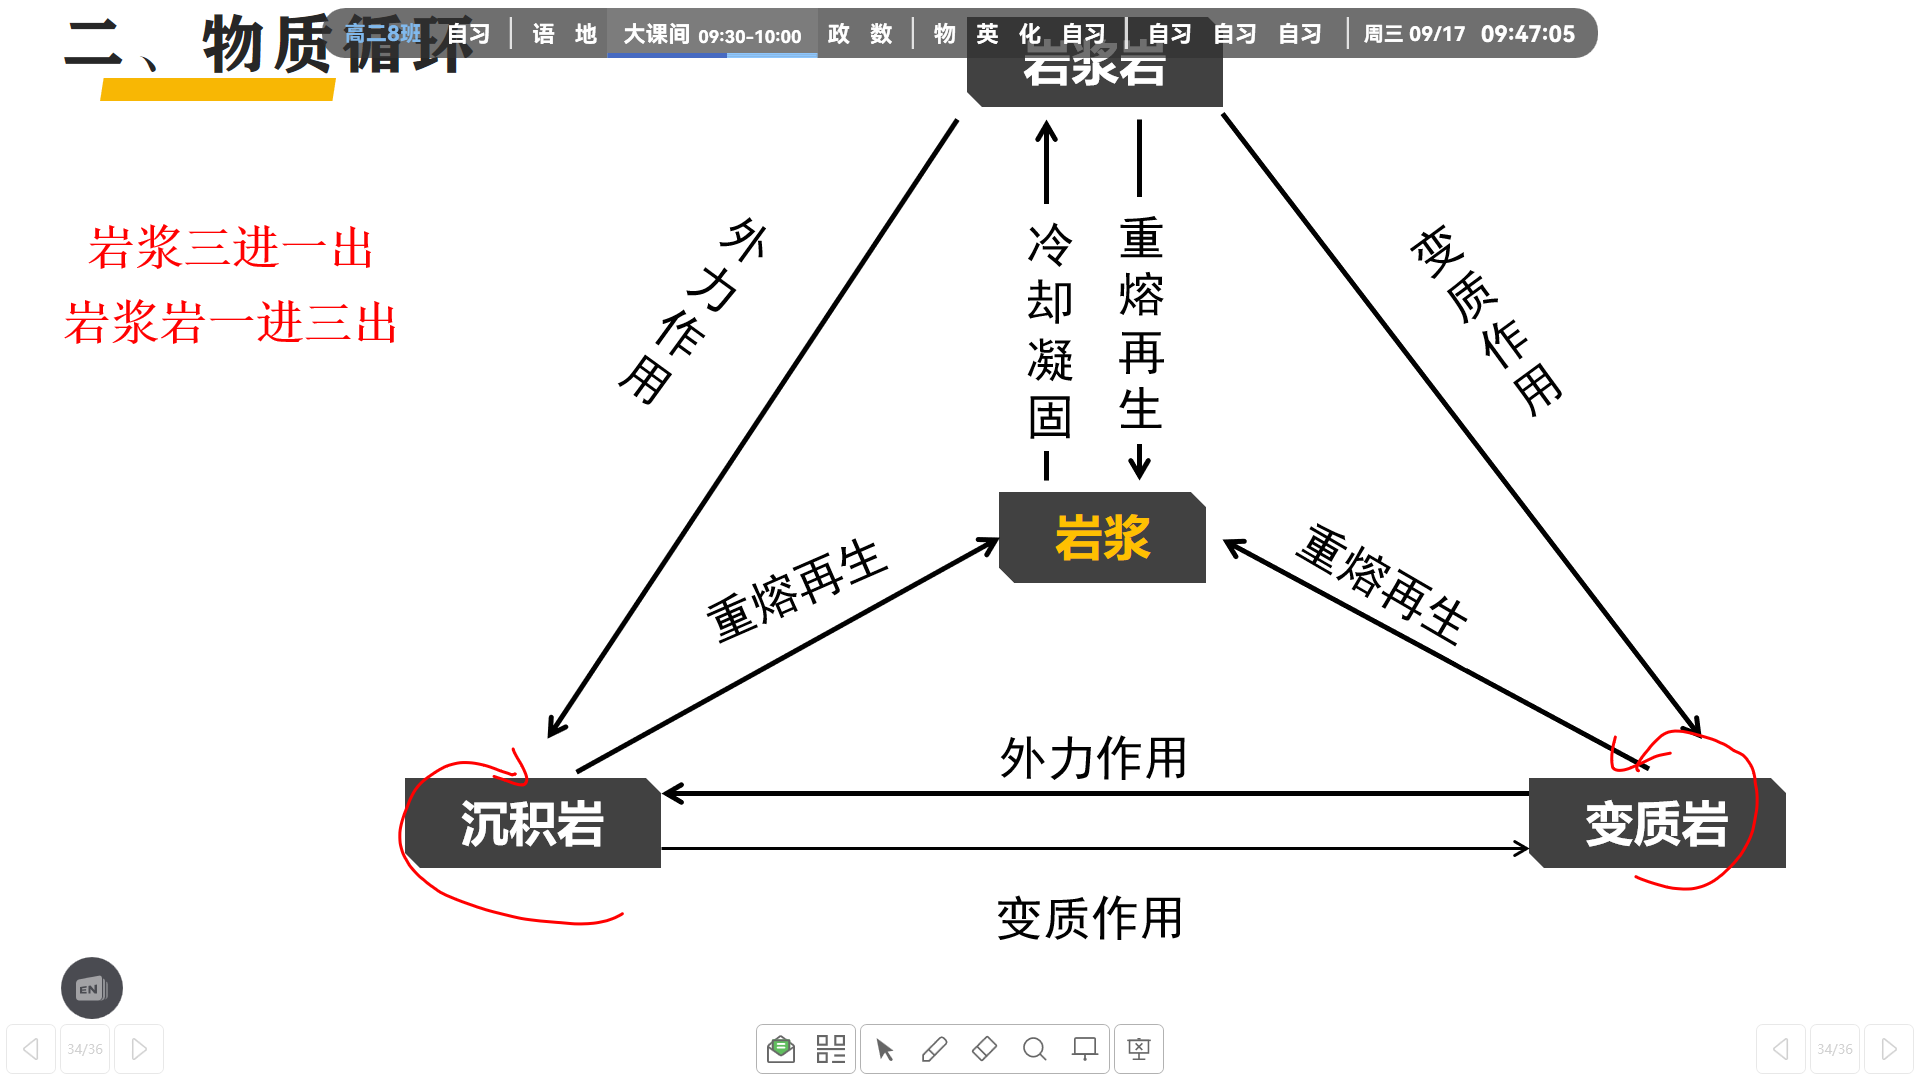 二、物质循环
高二8班 自习 语 地 大课间 09:30-10:00 政 数 物 英 化 自习 自习 自习 自习 周三 09/17 09:47:05
岩浆岩
岩浆三进一出
岩浆岩一进三出
外力作用
冷却凝固
重熔再生
变质作用
岩浆
重熔再生
重熔再生
外力作用
沉积岩
变质岩
变质作用
EN
34/36
34/36